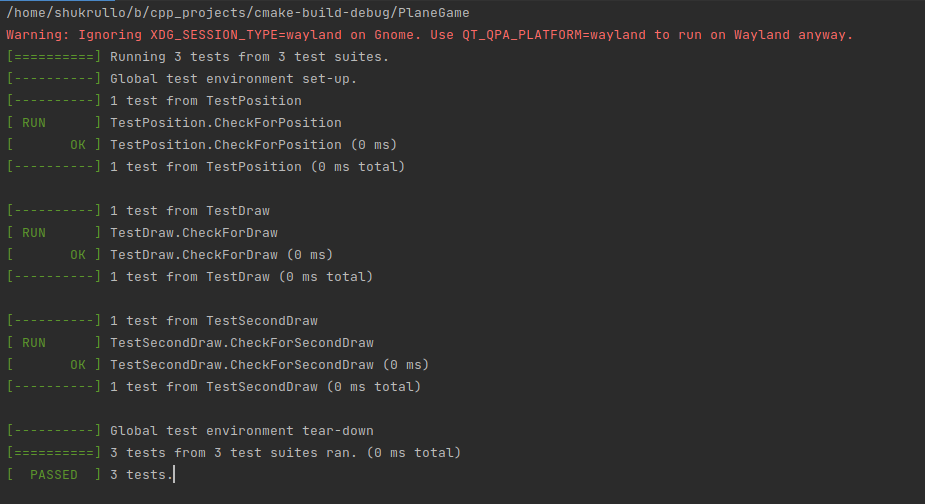 /home/shukrullo/b/cpp_projects/cmake-build-debug/PlaneGame
Warning: Ignoring XDG_SESSION_TYPE=wayland on Gnome. Use QT_QPA_PLATFORM=wayland to run on Wayland anyway.
[==========] Running 3 tests from 3 test suites.
[----------] Global test environment set-up.
[----------] 1 test from TestPosition
[ RUN      ] TestPosition.CheckForPosition
[       OK ] TestPosition.CheckForPosition (0 ms)
[----------] 1 test from TestPosition (0 ms total)

[----------] 1 test from TestDraw
[ RUN      ] TestDraw.CheckForDraw
[       OK ] TestDraw.CheckForDraw (0 ms)
[----------] 1 test from TestDraw (0 ms total)

[----------] 1 test from TestSecondDraw
[ RUN      ] TestSecondDraw.CheckForSecondDraw
[       OK ] TestSecondDraw.CheckForSecondDraw (0 ms)
[----------] 1 test from TestSecondDraw (0 ms total)

[----------] Global test environment tear-down
[==========] 3 tests from 3 test suites ran. (0 ms total)
[  PASSED  ] 3 tests.